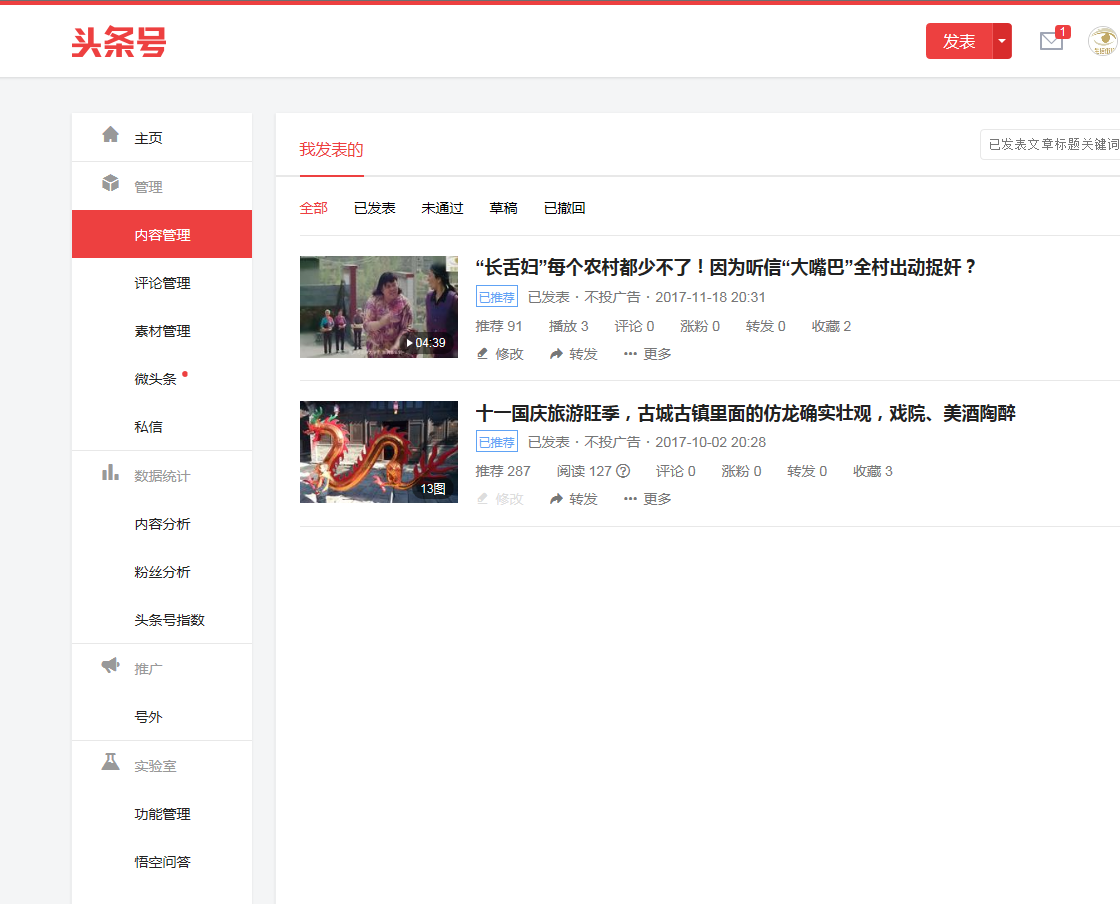 头条号
发表
1
主页
管理
内容管理
评论管理
素材管理
微头条
私信
数据统计
内容分析
粉丝分析
头条号指数
推广
号外
实验室
功能管理
悟空问答
我发表的
已发表文章标题关键词
全部 已发表 未通过 草稿 已撤回
“长舌妇”每个农村都少不了！因为听信“大嘴巴”全村出动捉奸？
已推荐 已发表 · 不投广告 · 2017-11-18 20:31
推荐 91 播放 3 评论 0 涨粉 0 转发 0 收藏 2
04:39
修改 转发 更多
十一国庆旅游旺季，古城古镇里面的仿龙确实壮观，戏院、美酒陶醉
已推荐 已发表 · 不投广告 · 2017-10-02 20:28
推荐 287 阅读 127 ? 评论 0 涨粉 0 转发 0 收藏 3
13图
修改 转发 更多